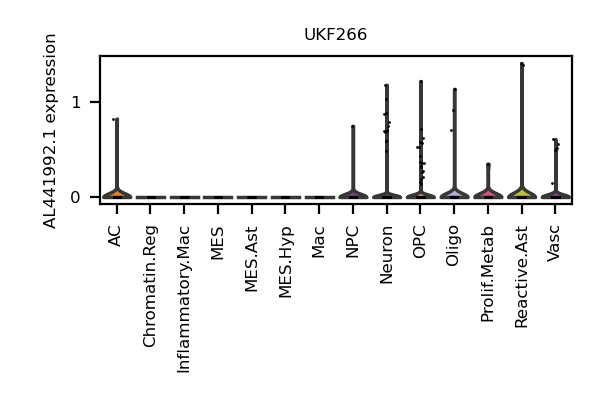 UKF266
AL441992.1 expression
1
0
AC
Chromatin.Reg
Inflammatory.Mac
MES
MES.Ast
MES.Hyp
Mac
NPC
Neuron
OPC
Oligo
Prolif.Metab
Reactive.Ast
Vasc